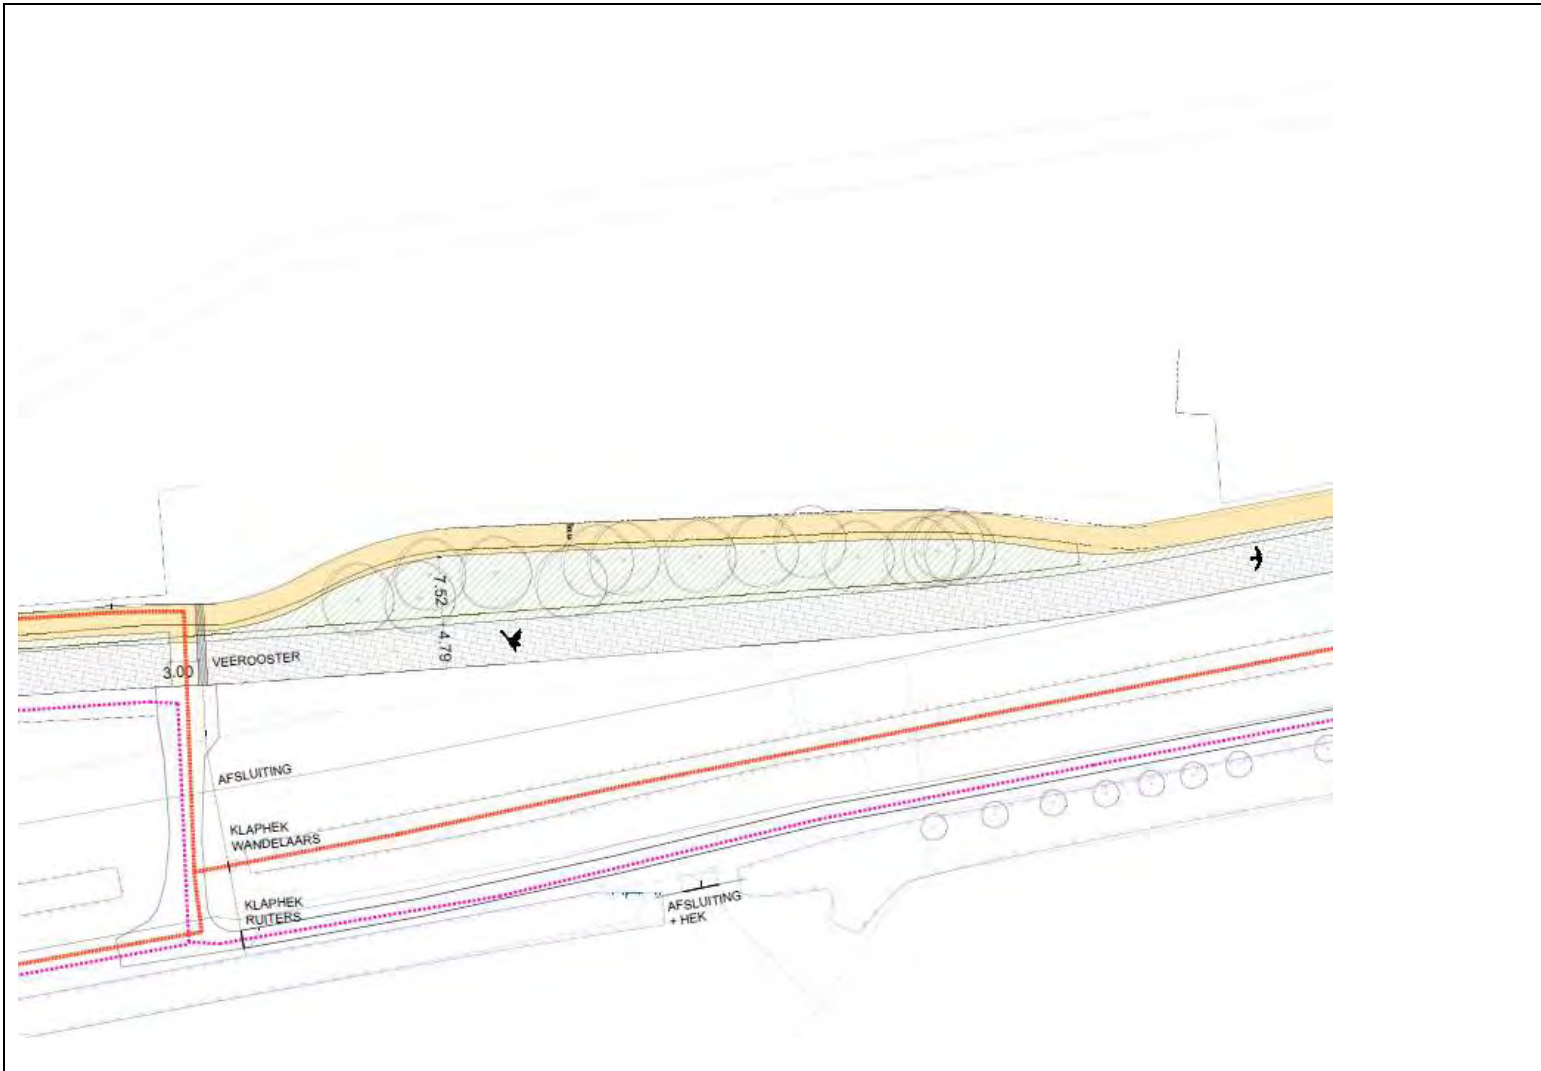 7.52
4.79
VEEROOSTER
3.00
AFSLUITING
KLAPHEK
WANDELAARS
KLAPHEK
RUITERS
AFSLUITING
+ HEK